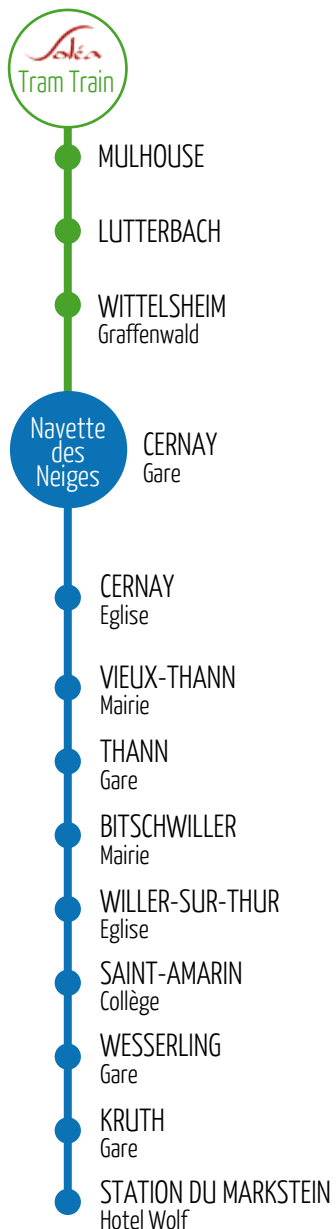 Soléa
Tram Train
MULHOUSE
LUTTERBACH
WITTELSHEIM
Graffenwald
Navette
des
Neiges
CERNAY
Gare
CERNAY
Eglise
VIEUX-THANN
Mairie
THANN
Gare
BITSCHWILLER
Mairie
WILLER-SUR-THUR
Eglise
SAINT-AMARIN
Collège
WESSERLING
Gare
KRUTH
Gare
STATION DU MARKSTEIN
Hotel Wolf